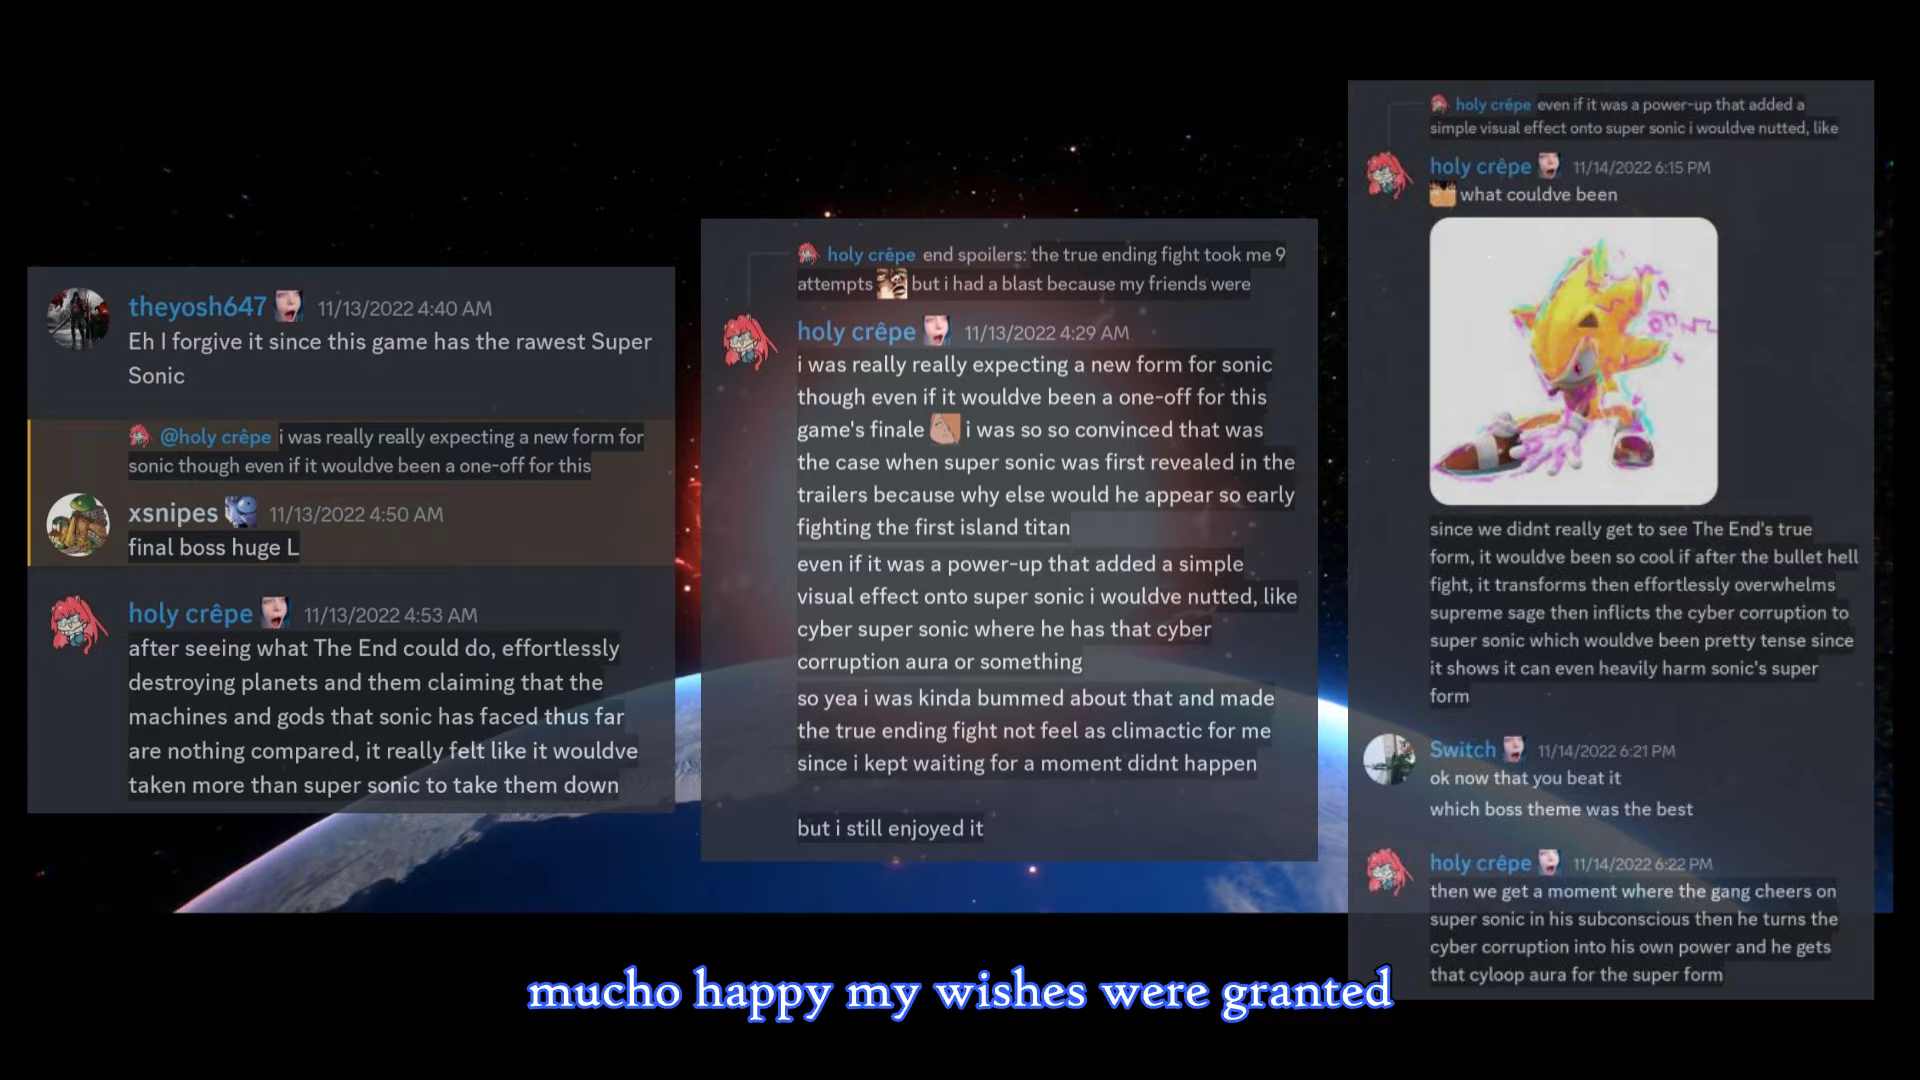 theyosh647 11/13/2022 4:40 AM
Eh I forgive it since this game has the rawest Super
Sonic
@holy crêpe i was really really expecting a new form for
sonic though even if it wouldve been a one-off for this
xsnipes 11/13/2022 4:50 AM
final boss huge L
holy crêpe 11/13/2022 4:53 AM
after seeing what The End could do, effortlessly
destroying planets and them claiming that the
machines and gods that sonic has faced thus far
are nothing compared, it really felt like it wouldve
taken more than super sonic to take them down
holy crêpe end spoilers: the true ending fight took me 9
attempts but i had a blast because my friends were
holy crêpe 11/13/2022 4:29 AM
i was really really expecting a new form for sonic
though even if it wouldve been a one-off for this
game's finale i was so so convinced that was
the case when super sonic was first revealed in the
trailers because why else would he appear so early
fighting the first island titan
even if it was a power-up that added a simple
visual effect onto super sonic i wouldve nutted, like
cyber super sonic where he has that cyber
corruption aura or something
so yea i was kinda bummed about that and made
the true ending fight not feel as climactic for me
since i kept waiting for a moment didnt happen
but i still enjoyed it
holy crêpe even if it was a power-up that added a
simple visual effect onto super sonic i wouldve nutted, like
holy crêpe 11/14/2022 6:15 PM
what couldve been
since we didnt really get to see The End's true
form, it wouldve been so cool if after the bullet hell
fight, it transforms then effortlessly overwhelms
supreme sage then inflicts the cyber corruption to
super sonic which wouldve been pretty tense since
it shows it can even heavily harm sonic's super
form
Switch 11/14/2022 6:21 PM
ok now that you beat it
which boss theme was the best
holy crêpe 11/14/2022 6:22 PM
then we get a moment where the gang cheers on
super sonic in his subconscious then he turns the
cyber corruption into his own power and he gets
that cyloop aura for the super form
mucho happy my wishes were granted